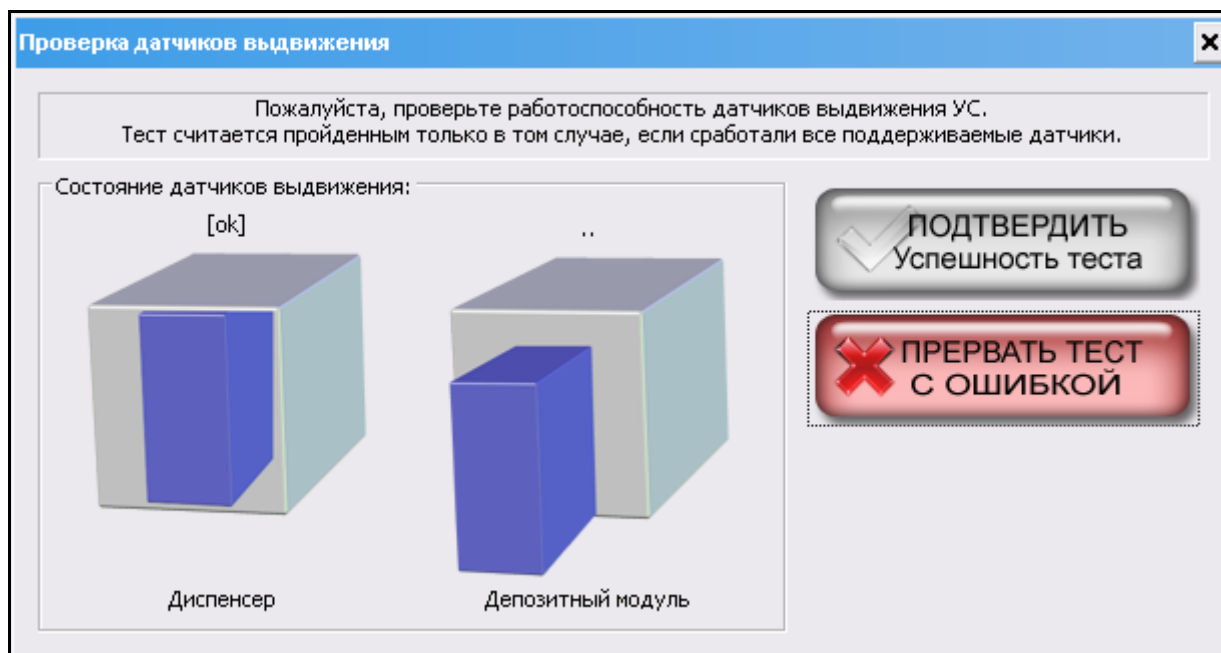 Проверка датчиков выдвижения
Пожалуйста, проверьте работоспособность датчиков выдвижения УС.
Тест считается пройденным только в том случае, если сработали все поддерживаемые датчики.
Состояние датчиков выдвижения:
[ok]
..
Диспенсер
Депозитный модуль
ПОДТВЕРДИТЬ
Успешность теста
ПРЕРВАТЬ ТЕСТ
С ОШИБКОЙ